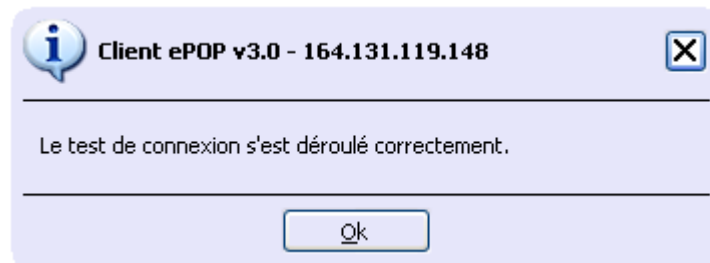 Client ePOP v3.0 - 164.131.119.148
Le test de connexion s'est déroulé correctement.
Ok